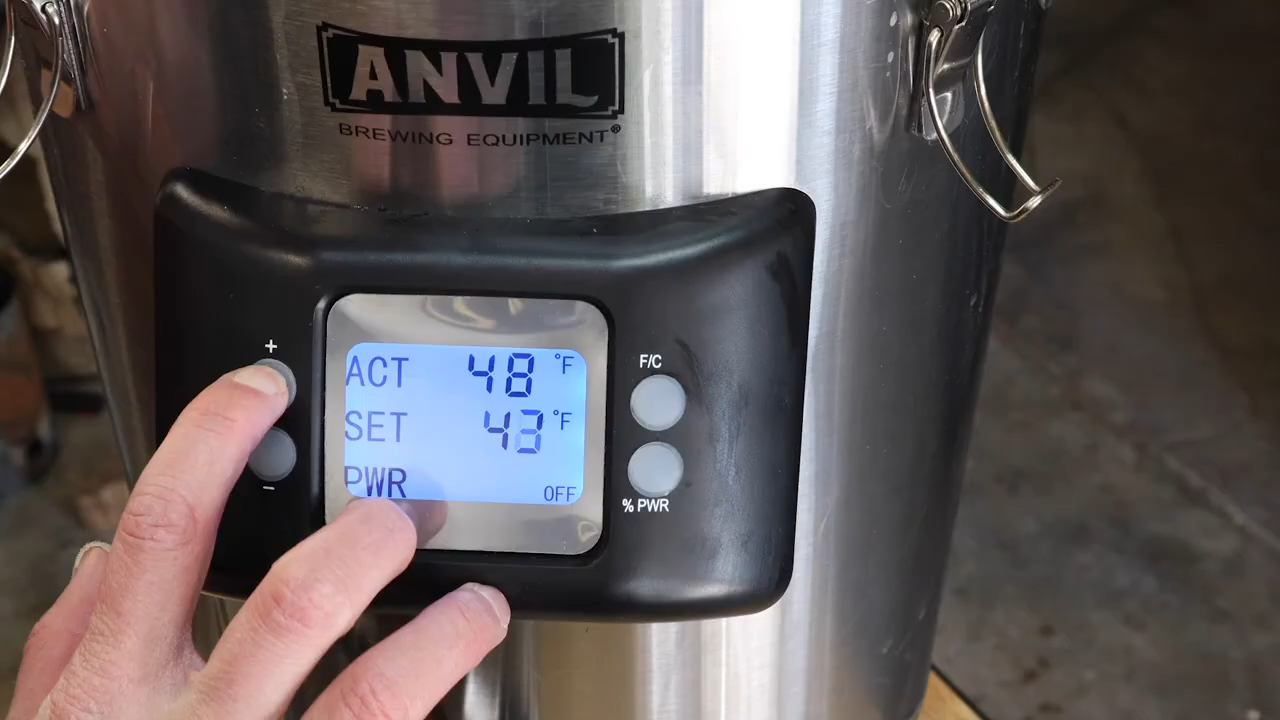 ANVIL
BREWING EQUIPMENT®
+
F/C
ACT 48 °F
SET 43 °F
PWR OFF
−
% PWR